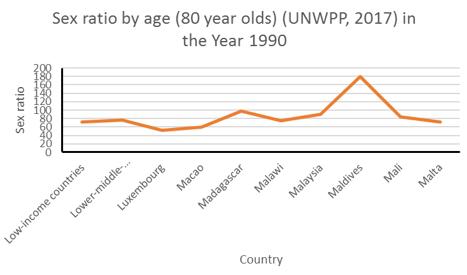 Sex ratio by age (80 year olds) (UNWPP, 2017) in
the Year 1990
Sex ratio
200
180
160
140
120
100
80
60
40
20
0
Low-income countries
Lower-middle-...
Luxembourg
Macao
Madagascar
Malawi
Malaysia
Maldives
Mali
Malta
Country